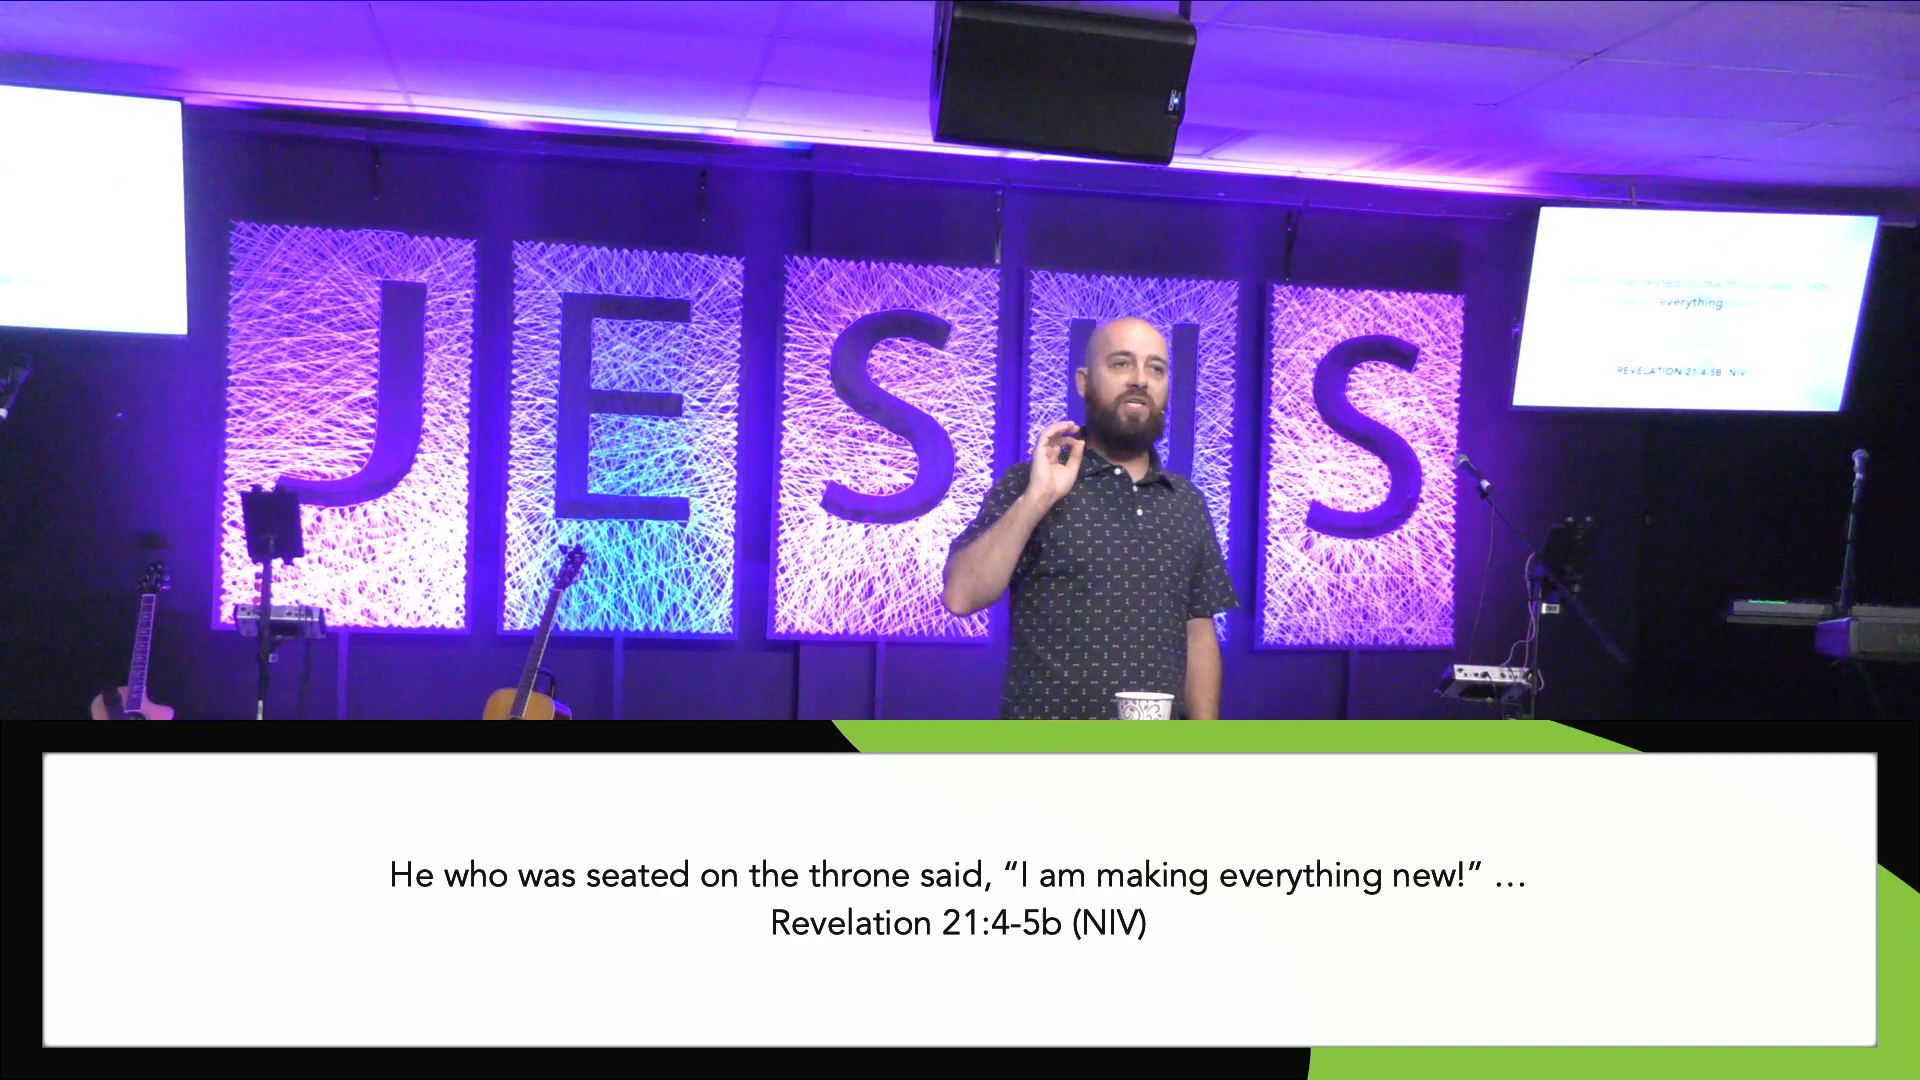 JESUS
everything
REVELATION 21:4-5B (NIV)
He who was seated on the throne said, “I am making everything new!” …
Revelation 21:4-5b (NIV)